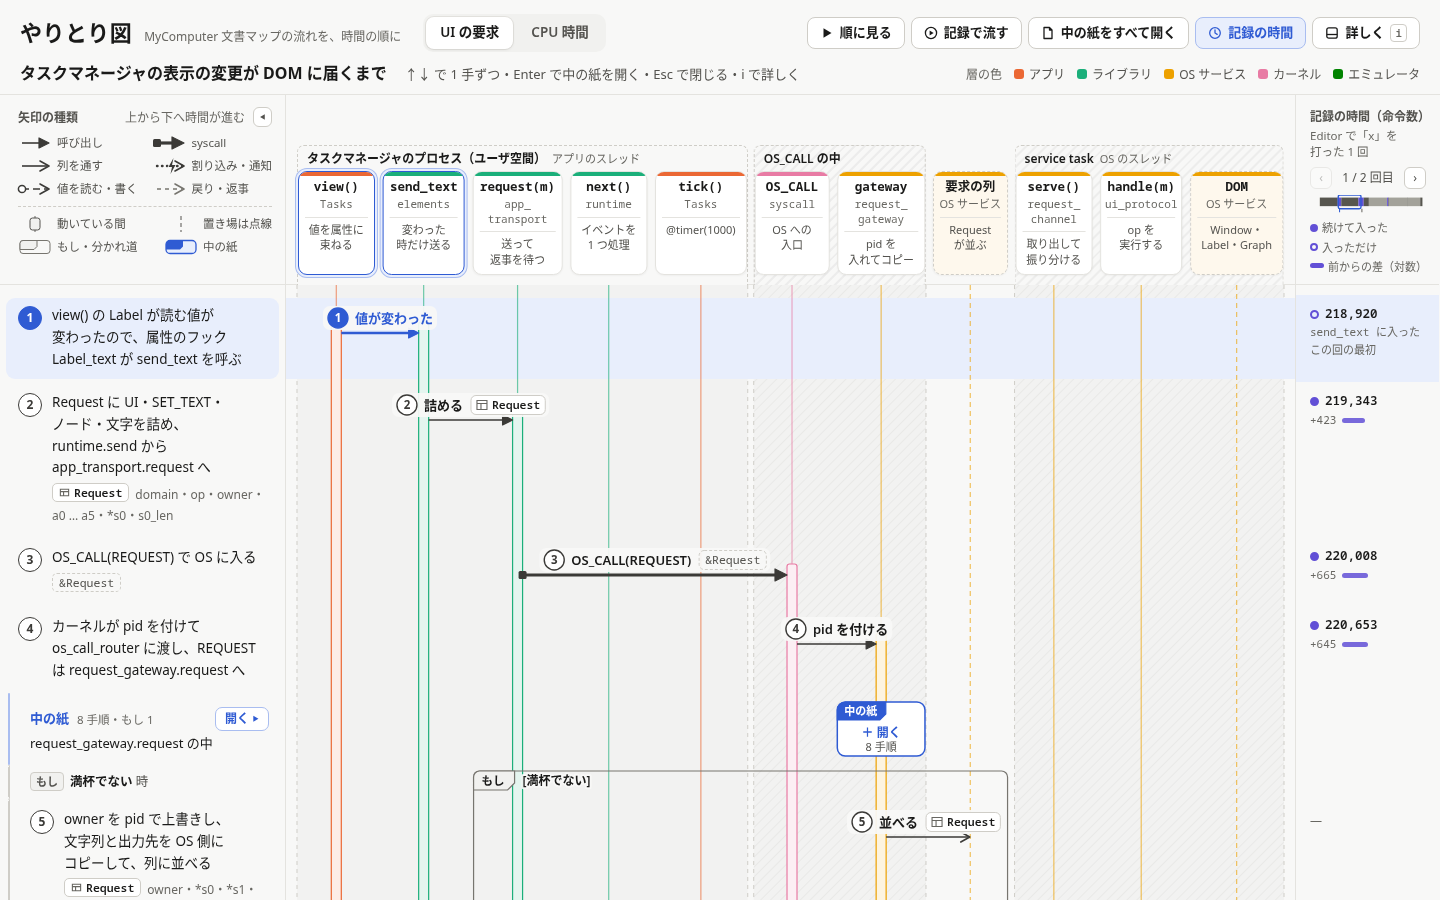 やりとり図 MyComputer 文書マップの流れを、時間の順に
UI の要求 CPU 時間
順に見る 記録で流す 中の紙をすべて開く 記録の時間 詳しく i
タスクマネージャの表示の変更が DOM に届くまで ↑↓ で 1 手ずつ・Enter で中の紙を開く・Esc で閉じる・i で詳しく
層の色 アプリ ライブラリ OS サービス カーネル エミュレータ
矢印の種類 上から下へ時間が進む
呼び出し syscall
列を通す 割り込み・通知
値を読む・書く 戻り・返事
動いている間 置き場は点線
もし・分かれ道 中の紙
タスクマネージャのプロセス（ユーザ空間） アプリのスレッド
view()
Tasks
値を属性に
束ねる
send_text
elements
変わった
時だけ送る
request(m)
app_
transport
送って
返事を待つ
next()
runtime
イベントを
1 つ処理
tick()
Tasks
@timer(1000)
OS_CALL の中
OS_CALL
syscall
OS への
入口
gateway
request_
gateway
pid を
入れてコピー
要求の列
OS サービス
Request
が並ぶ
service task OS のスレッド
serve()
request_
channel
取り出して
振り分ける
handle(m)
ui_protocol
op を
実行する
DOM
OS サービス
Window・
Label・Graph
記録の時間（命令数）
Editor で「x」を
打った 1 回
‹ 1 / 2 回目 ›
続けて入った
入っただけ
前からの差（対数）
1 view() の Label が読む値が
変わったので、属性のフック
Label_text が send_text を呼ぶ
1 値が変わった
218,920
send_text に入った
この回の最初
2 Request に UI・SET_TEXT・
ノード・文字を詰め、
runtime.send から
app_transport.request へ
Request domain・op・owner・
a0 … a5・*s0・s0_len
2 詰める Request
219,343
+423
3 OS_CALL(REQUEST) で OS に入る
&Request
3 OS_CALL(REQUEST) &Request
220,008
+665
4 カーネルが pid を付けて
os_call_router に渡し、REQUEST
は request_gateway.request へ
4 pid を付ける
220,653
+645
中の紙 8 手順・もし 1 開く
request_gateway.request の中
中の紙
＋ 開く
8 手順
もし 満杯でない 時
もし [満杯でない]
5 owner を pid で上書きし、
文字列と出力先を OS 側に
コピーして、列に並べる
Request owner・*s0・*s1・
5 並べる Request
—